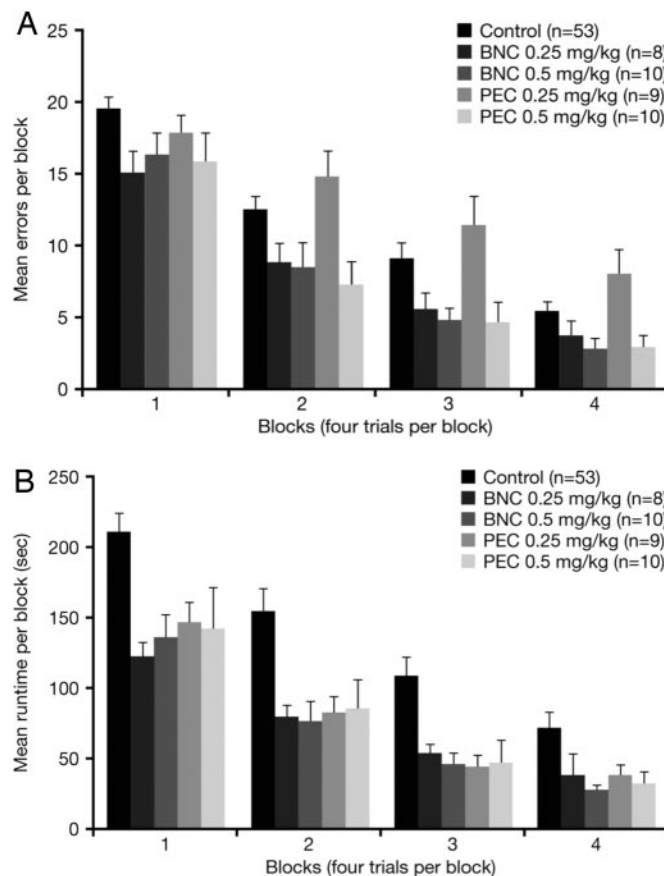 A
25
20
15
10
5
0
Mean errors per block
Control (n=53)
BNC 0.25 mg/kg (n=8)
BNC 0.5 mg/kg (n=10)
PEC 0.25 mg/kg (n=9)
PEC 0.5 mg/kg (n=10)
1 2 3 4
Blocks (four trials per block)
B
250
200
150
100
50
0
Mean runtime per block (sec)
Control (n=53)
BNC 0.25 mg/kg (n=8)
BNC 0.5 mg/kg (n=10)
PEC 0.25 mg/kg (n=9)
PEC 0.5 mg/kg (n=10)
1 2 3 4
Blocks (four trials per block)